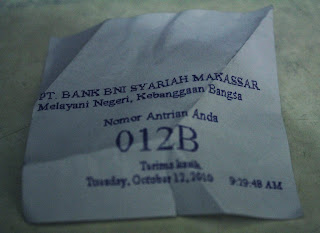 PT. BANK BNI SYARIAH MAKASSAR
Melayani Negeri, Kebanggaan Bangsa
Nomor Antrian Anda
012B
Terima kasih
Tuesday, October 12, 2010 9:29:48 AM